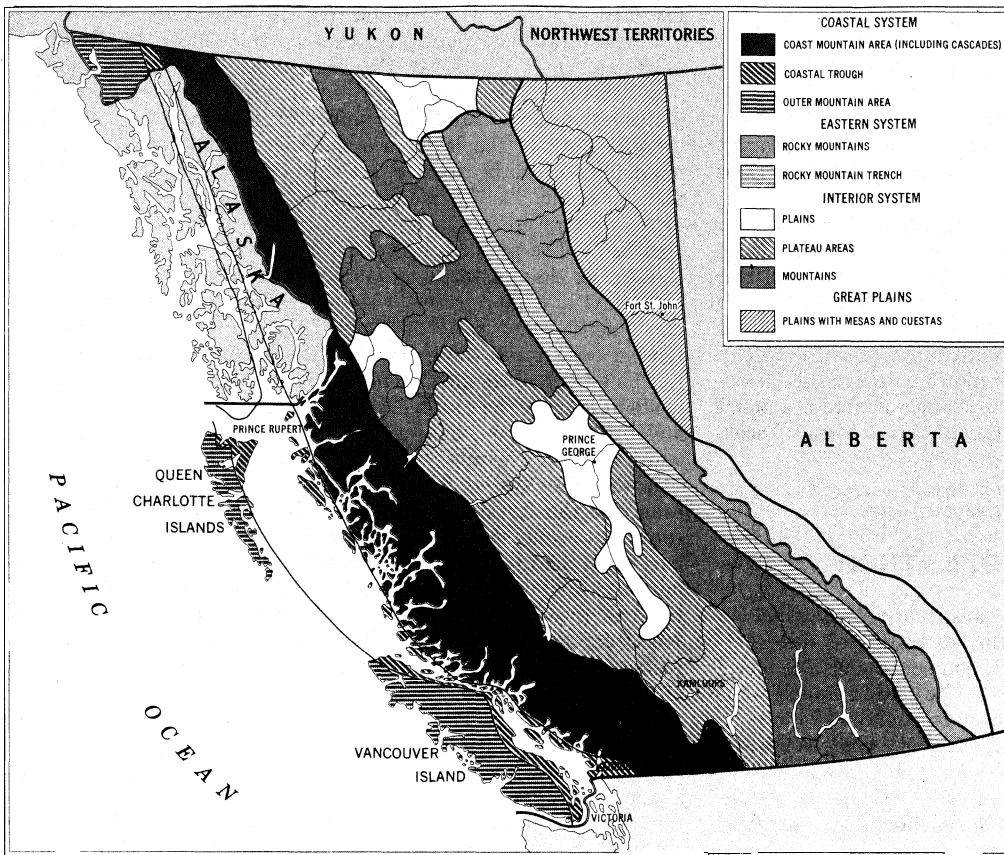 YUKON
NORTHWEST TERRITORIES
COASTAL SYSTEM
COAST MOUNTAIN AREA (INCLUDING CASCADES)
COASTAL TROUGH
OUTER MOUNTAIN AREA
EASTERN SYSTEM
ROCKY MOUNTAINS
ROCKY MOUNTAIN TRENCH
INTERIOR SYSTEM
PLAINS
PLATEAU AREAS
MOUNTAINS
GREAT PLAINS
PLAINS WITH MESAS AND CUESTAS
ALASKA
Fort St. John
PRINCE RUPERT
PRINCE
GEORGE
ALBERTA
QUEEN
CHARLOTTE
ISLANDS
PACIFIC
OCEAN
KAMLOOPS
VANCOUVER
ISLAND
VICTORIA